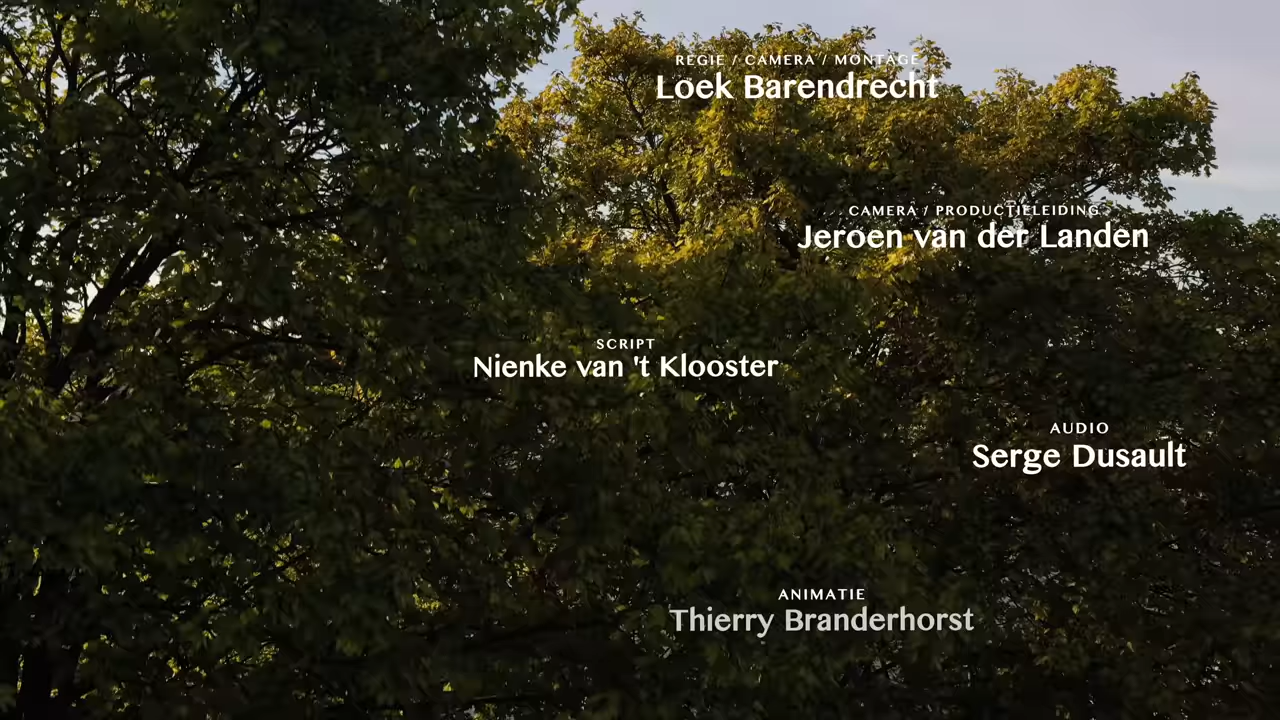 REGIE / CAMERA / MONTAGE
Loek Barendrecht
CAMERA / PRODUCTIELEIDING
Jeroen van der Landen
SCRIPT
Nienke van 't Klooster
AUDIO
Serge Dusault
ANIMATIE
Thierry Branderhorst